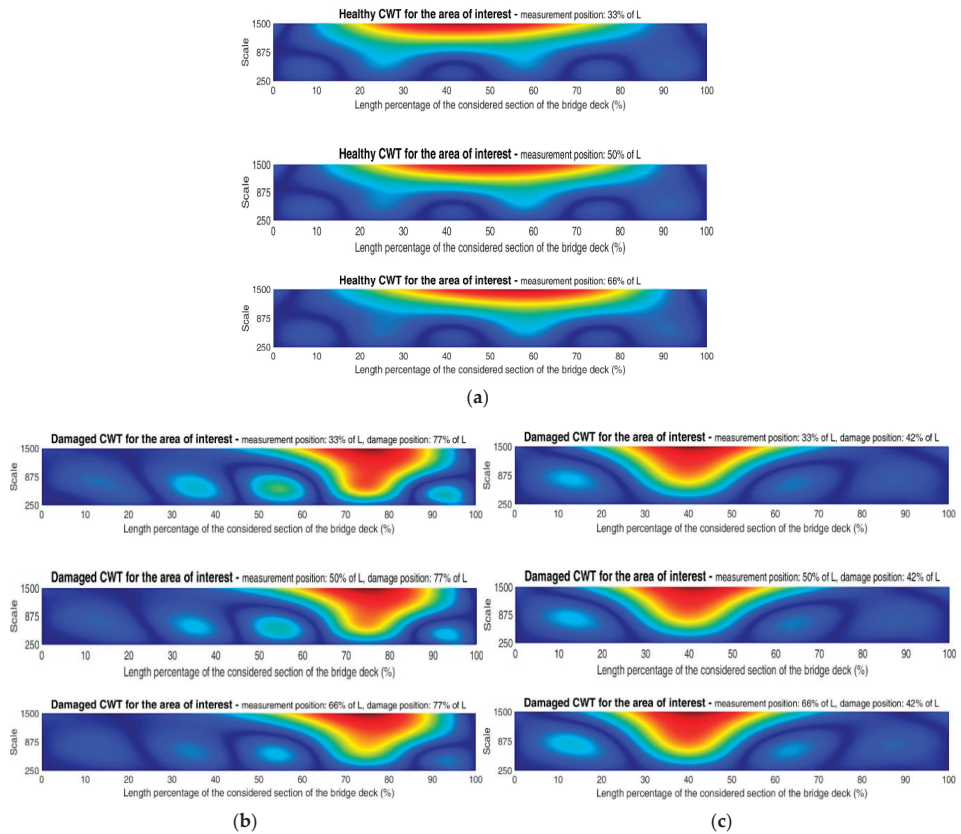 Healthy CWT for the area of interest - measurement position: 33% of L
Scale
1500
875
250
0 10 20 30 40 50 60 70 80 90 100
Length percentage of the considered section of the bridge deck (%)
Healthy CWT for the area of interest - measurement position: 50% of L
Scale
1500
875
250
0 10 20 30 40 50 60 70 80 90 100
Length percentage of the considered section of the bridge deck (%)
Healthy CWT for the area of interest - measurement position: 66% of L
Scale
1500
875
250
0 10 20 30 40 50 60 70 80 90 100
Length percentage of the considered section of the bridge deck (%)
(a)
Damaged CWT for the area of interest - measurement position: 33% of L, damage position: 77% of L
Scale
1500
875
250
0 10 20 30 40 50 60 70 80 90 100
Length percentage of the considered section of the bridge deck (%)
Damaged CWT for the area of interest - measurement position: 50% of L, damage position: 77% of L
Scale
1500
875
250
0 10 20 30 40 50 60 70 80 90 100
Length percentage of the considered section of the bridge deck (%)
Damaged CWT for the area of interest - measurement position: 66% of L, damage position: 77% of L
Scale
1500
875
250
0 10 20 30 40 50 60 70 80 90 100
Length percentage of the considered section of the bridge deck (%)
(b)
Damaged CWT for the area of interest - measurement position: 33% of L, damage position: 42% of L
Scale
1500
875
250
0 10 20 30 40 50 60 70 80 90 100
Length percentage of the considered section of the bridge deck (%)
Damaged CWT for the area of interest - measurement position: 50% of L, damage position: 42% of L
Scale
1500
875
250
0 10 20 30 40 50 60 70 80 90 100
Length percentage of the considered section of the bridge deck (%)
Damaged CWT for the area of interest - measurement position: 66% of L, damage position: 42% of L
Scale
1500
875
250
0 10 20 30 40 50 60 70 80 90 100
Length percentage of the considered section of the bridge deck (%)
(c)